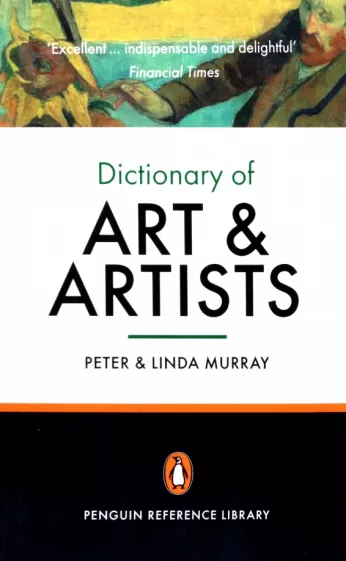 'Excellent ... indispensable and delightful'
Financial Times
Dictionary of
ART &
ARTISTS
PETER & LINDA MURRAY
PENGUIN REFERENCE LIBRARY